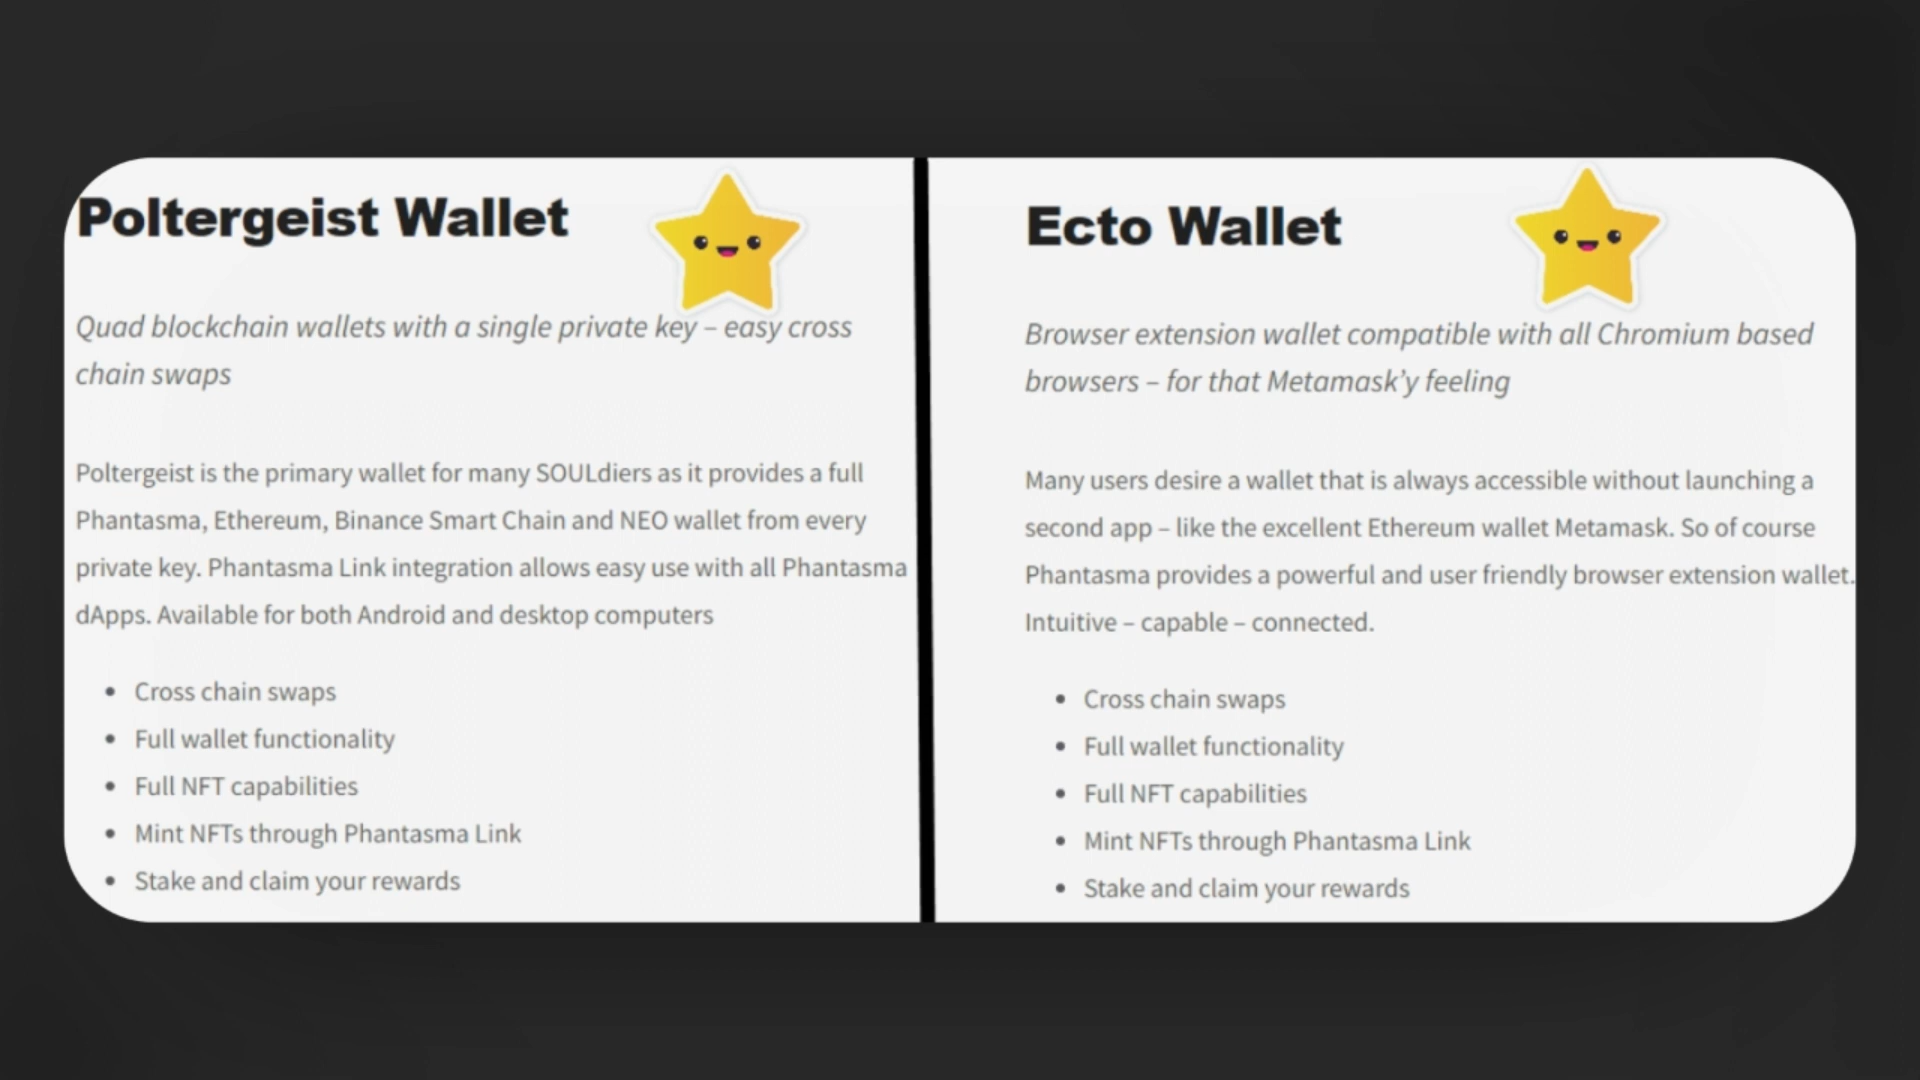 Poltergeist Wallet
Quad blockchain wallets with a single private key – easy cross
chain swaps
Poltergeist is the primary wallet for many SOULdiers as it provides a full
Phantasma, Ethereum, Binance Smart Chain and NEO wallet from every
private key. Phantasma Link integration allows easy use with all Phantasma
dApps. Available for both Android and desktop computers
• Cross chain swaps
• Full wallet functionality
• Full NFT capabilities
• Mint NFTs through Phantasma Link
• Stake and claim your rewards
Ecto Wallet
Browser extension wallet compatible with all Chromium based
browsers – for that Metamask’y feeling
Many users desire a wallet that is always accessible without launching a
second app – like the excellent Ethereum wallet Metamask. So of course
Phantasma provides a powerful and user friendly browser extension wallet.
Intuitive – capable – connected.
• Cross chain swaps
• Full wallet functionality
• Full NFT capabilities
• Mint NFTs through Phantasma Link
• Stake and claim your rewards